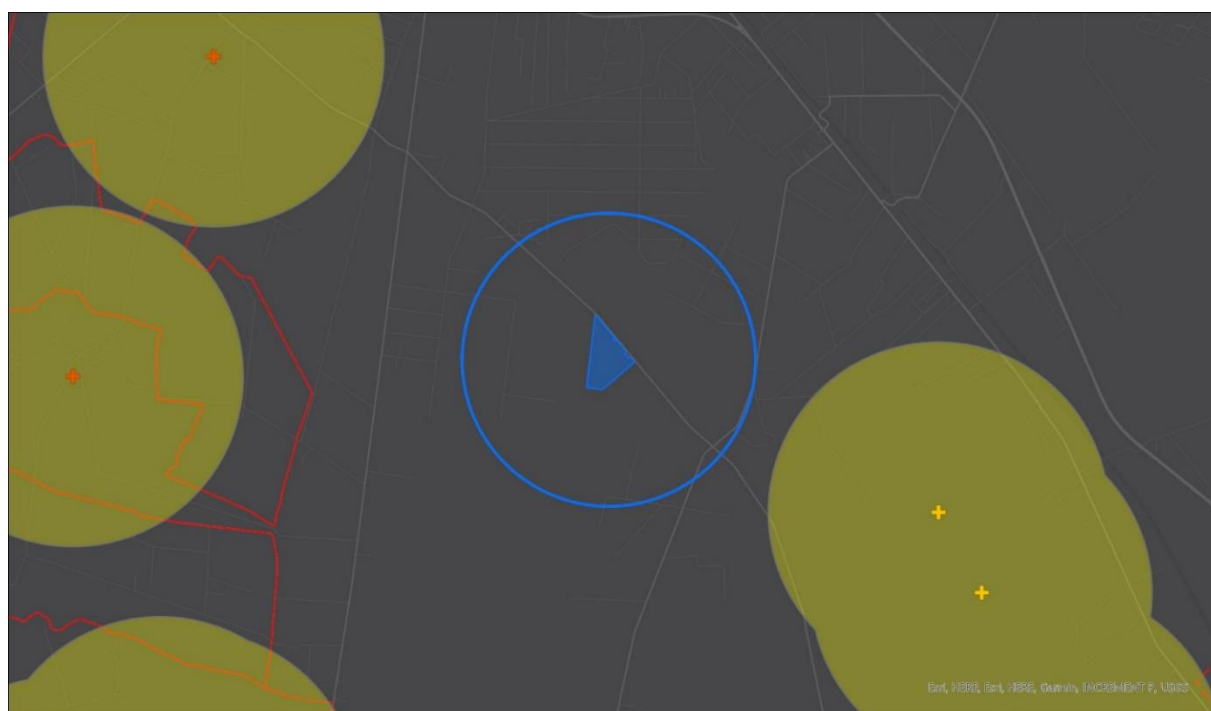 Esri, HERE, Esri, HERE, Garmin, INCREMENT P, USGS